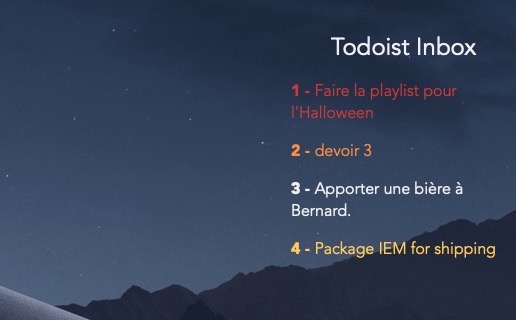 Todoist Inbox
1 - Faire la playlist pour
l'Halloween
2 - devoir 3
3 - Apporter une bière à
Bernard.
4 - Package IEM for shipping